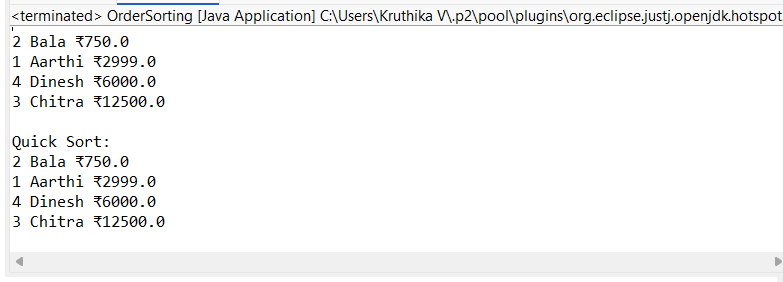 <terminated> OrderSorting [Java Application] C:\Users\Kruthika V\.p2\pool\plugins\org.eclipse.justj.openjdk.hotspot
2 Bala ₹750.0
1 Aarthi ₹2999.0
4 Dinesh ₹6000.0
3 Chitra ₹12500.0
Quick Sort:
2 Bala ₹750.0
1 Aarthi ₹2999.0
4 Dinesh ₹6000.0
3 Chitra ₹12500.0